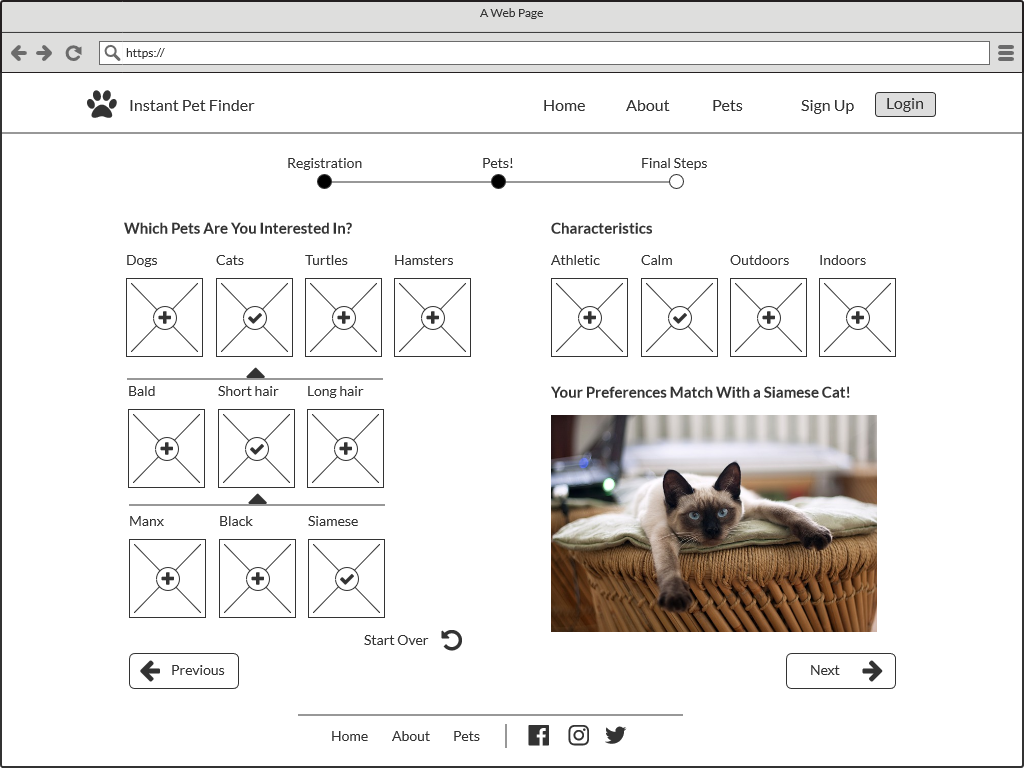 A Web Page
https://
Instant Pet Finder
Home About Pets Sign Up Login
Registration Pets! Final Steps
Which Pets Are You Interested In?
Dogs Cats Turtles Hamsters
Bald Short hair Long hair
Manx Black Siamese
Start Over
Characteristics
Athletic Calm Outdoors Indoors
Your Preferences Match With a Siamese Cat!
Previous
Next
Home About Pets